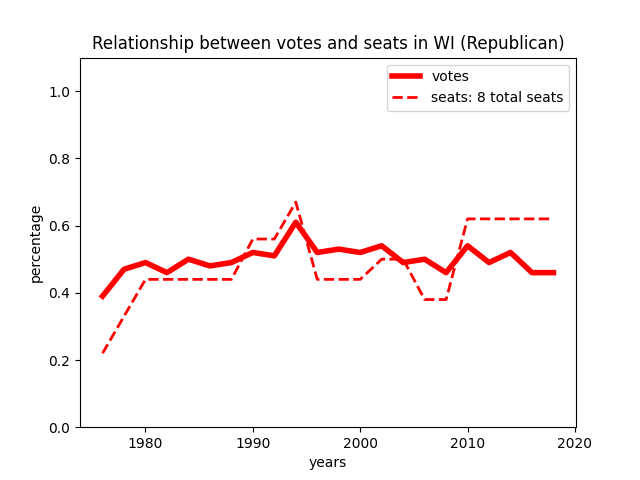 Relationship between votes and seats in WI (Republican)
votes
seats: 8 total seats
1.0
0.8
0.6
0.4
0.2
0.0
percentage
1980
1990
2000
2010
2020
years